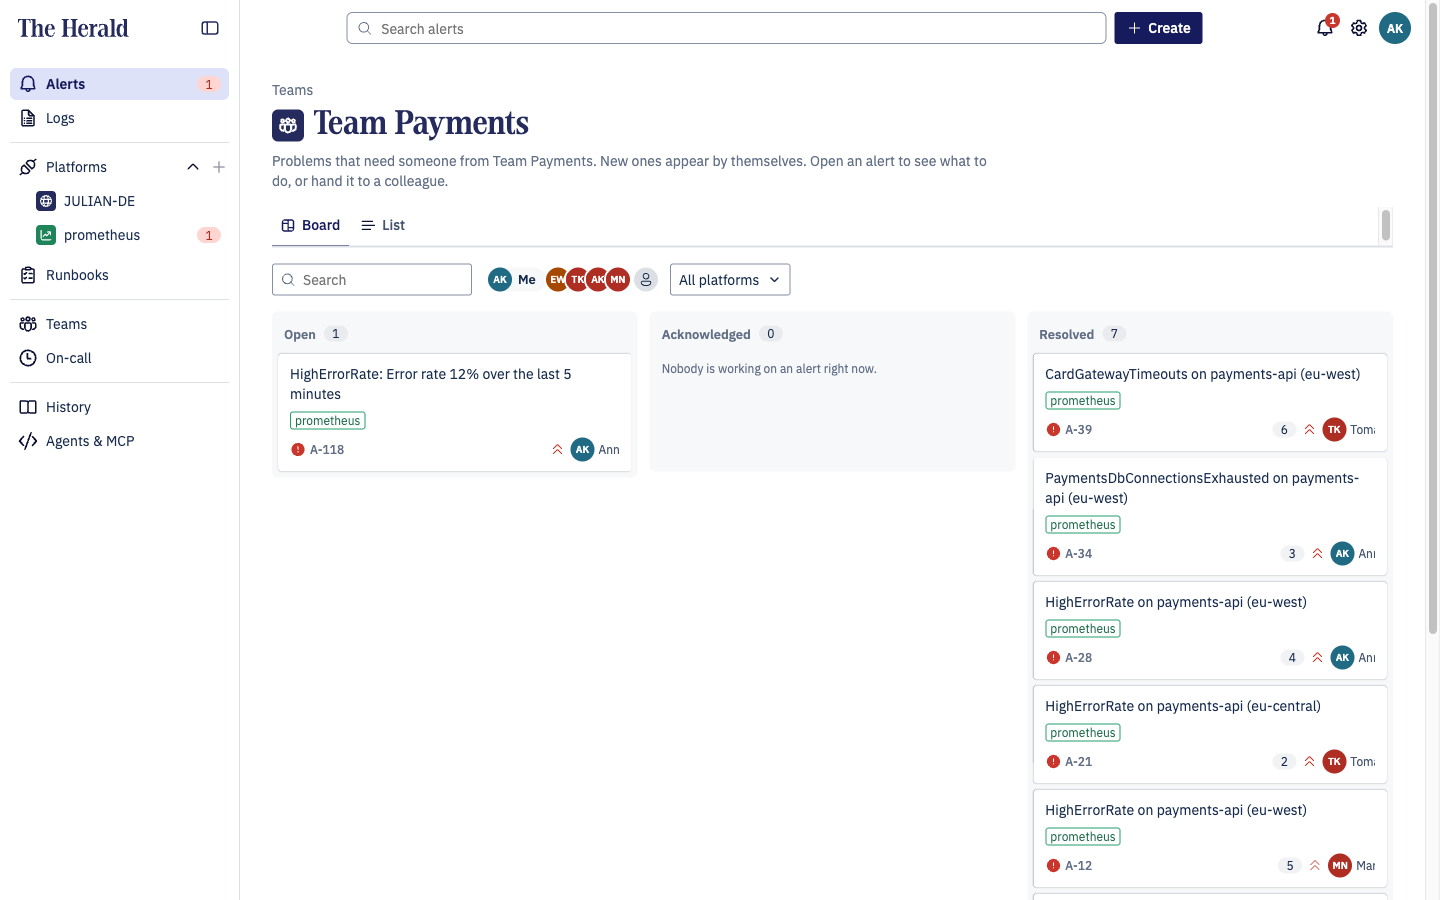 The Herald
Search alerts
Create
1
AK
Alerts
1
Logs
Platforms
JULIAN-DE
prometheus
1
Runbooks
Teams
On-call
History
Agents & MCP
Teams
Team Payments
Problems that need someone from Team Payments. New ones appear by themselves. Open an alert to see what to
do, or hand it to a colleague.
Board
List
Search
AK
Me
EW
TK
AK
MN
All platforms
Open
1
HighErrorRate: Error rate 12% over the last 5
minutes
prometheus
A-118
AK
Ann
Acknowledged
0
Nobody is working on an alert right now.
Resolved
7
CardGatewayTimeouts on payments-api (eu-west)
prometheus
A-39
6
TK
PaymentsDbConnectionsExhausted on payments-
api (eu-west)
prometheus
A-34
3
AK
HighErrorRate on payments-api (eu-west)
prometheus
A-28
4
AK
HighErrorRate on payments-api (eu-central)
prometheus
A-21
2
TK
HighErrorRate on payments-api (eu-west)
prometheus
A-12
5
MN